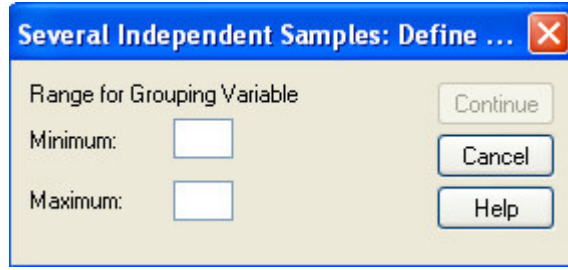 Several Independent Samples: Define ...
Range for Grouping Variable
Continue
Minimum:
Cancel
Maximum:
Help